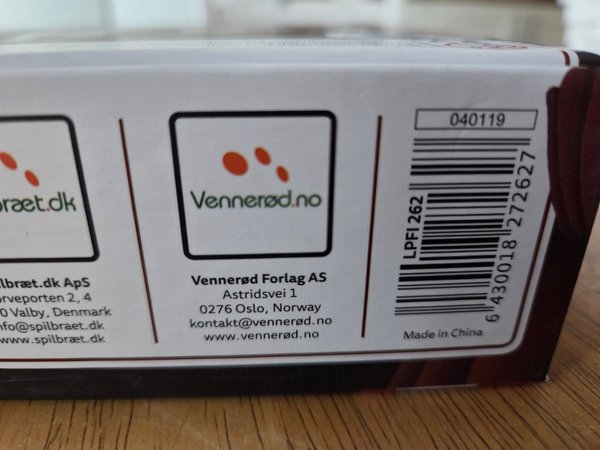 ræt.dk
ilbræt.dk ApS
rveporten 2, 4
0 Valby, Denmark
nfo@spilbraet.dk
www.spilbraet.dk
Vennerød.no
Vennerød Forlag AS
Astridsvei 1
0276 Oslo, Norway
kontakt@vennerød.no
www.vennerød.no
040119
LPFI 262
6 430018 272627
Made in China